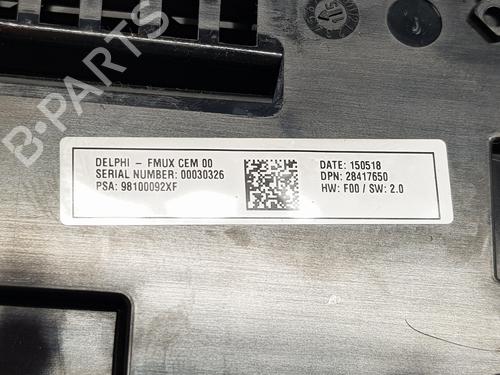 B-PARTS
DELPHI - FMUX CEM 00
SERIAL NUMBER: 00030326
PSA: 98100092XF
DATE: 150518
DPN: 28417650
HW: F00 / SW: 2.0